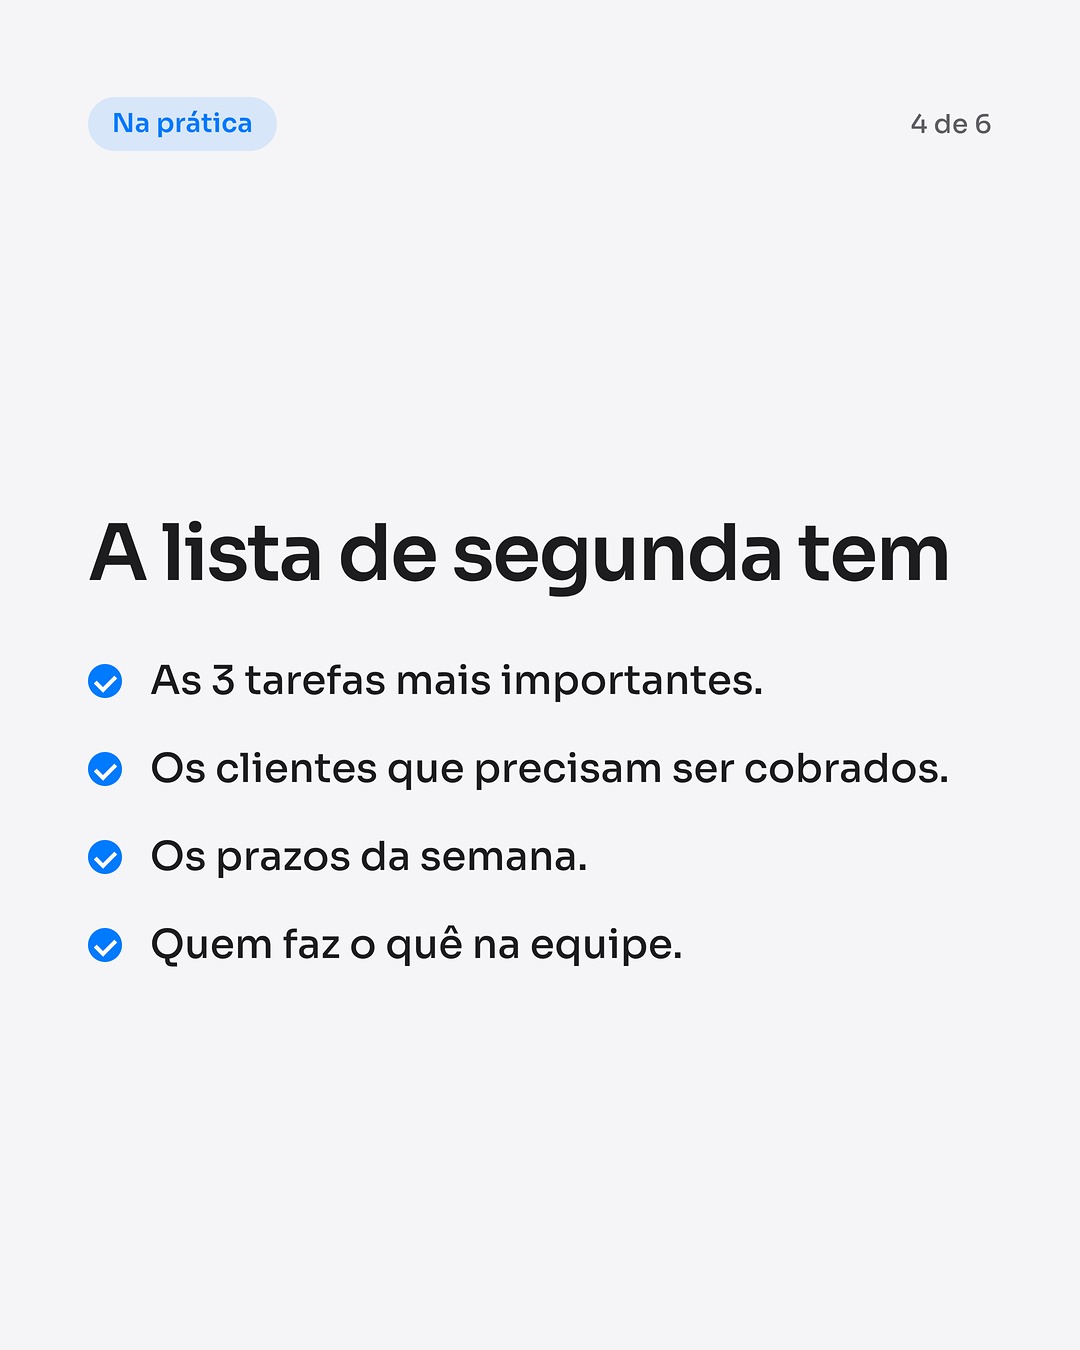 Na prática
4 de 6
A lista de segunda tem
As 3 tarefas mais importantes.
Os clientes que precisam ser cobrados.
Os prazos da semana.
Quem faz o quê na equipe.